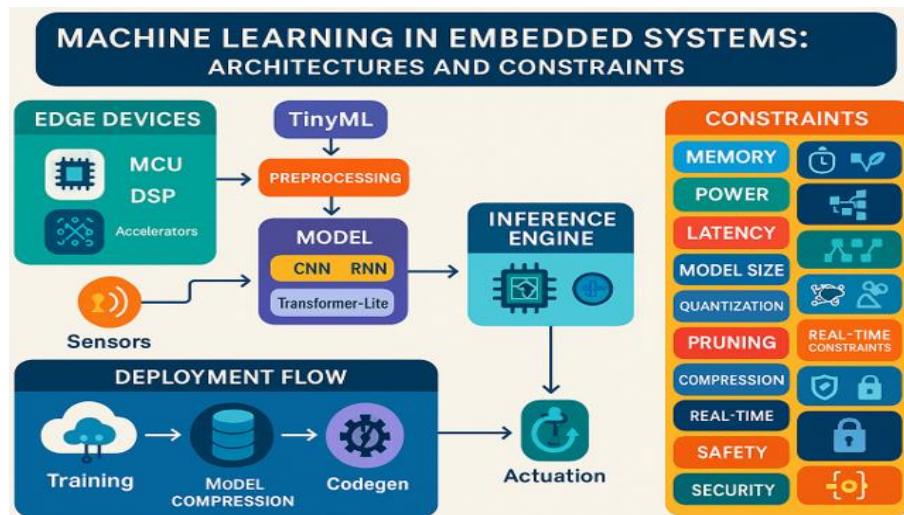 MACHINE LEARNING IN EMBEDDED SYSTEMS:
ARCHITECTURES AND CONSTRAINTS
EDGE DEVICES
MCU
DSP
Accelerators
Sensors
TinyML
PREPROCESSING
MODEL
CNN RNN
Transformer-Lite
INFERENCE
ENGINE
DEPLOYMENT FLOW
Training
MODEL
COMPRESSION
Codegen
Actuation
CONSTRAINTS
MEMORY
POWER
LATENCY
MODEL SIZE
QUANTIZATION
PRUNING
REAL-TIME
CONSTRAINTS
COMPRESSION
REAL-TIME
SAFETY
SECURITY